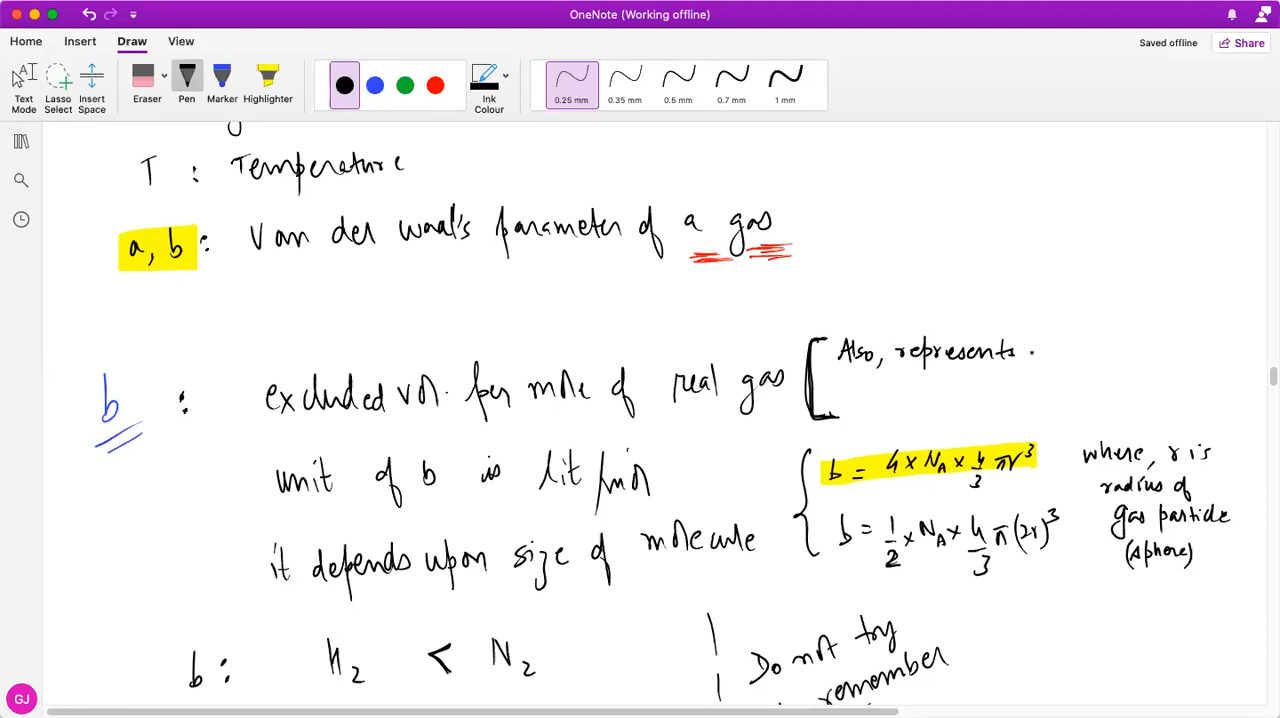 OneNote (Working offline)
Home Insert Draw View
Saved offline
Share
Text Mode
Lasso Select
Insert Space
Eraser
Pen
Marker
Highlighter
Ink Colour
0.25 mm
0.35 mm
0.5 mm
0.7 mm
1 mm
T : Temperature
a, b : Van der waal's parameter of a gas
b : excluded vol. per mole of real gas
Also, represents
unit of b is lit/mol
b = 4 × N_A × 4/3 πr³
where, r is
radius of
gas particle
(sphere)
b = 1/2 × N_A × 4/3 π(2r)³
it depends upon size of molecule
b : H₂ < N₂
Do not try
remember
GJ